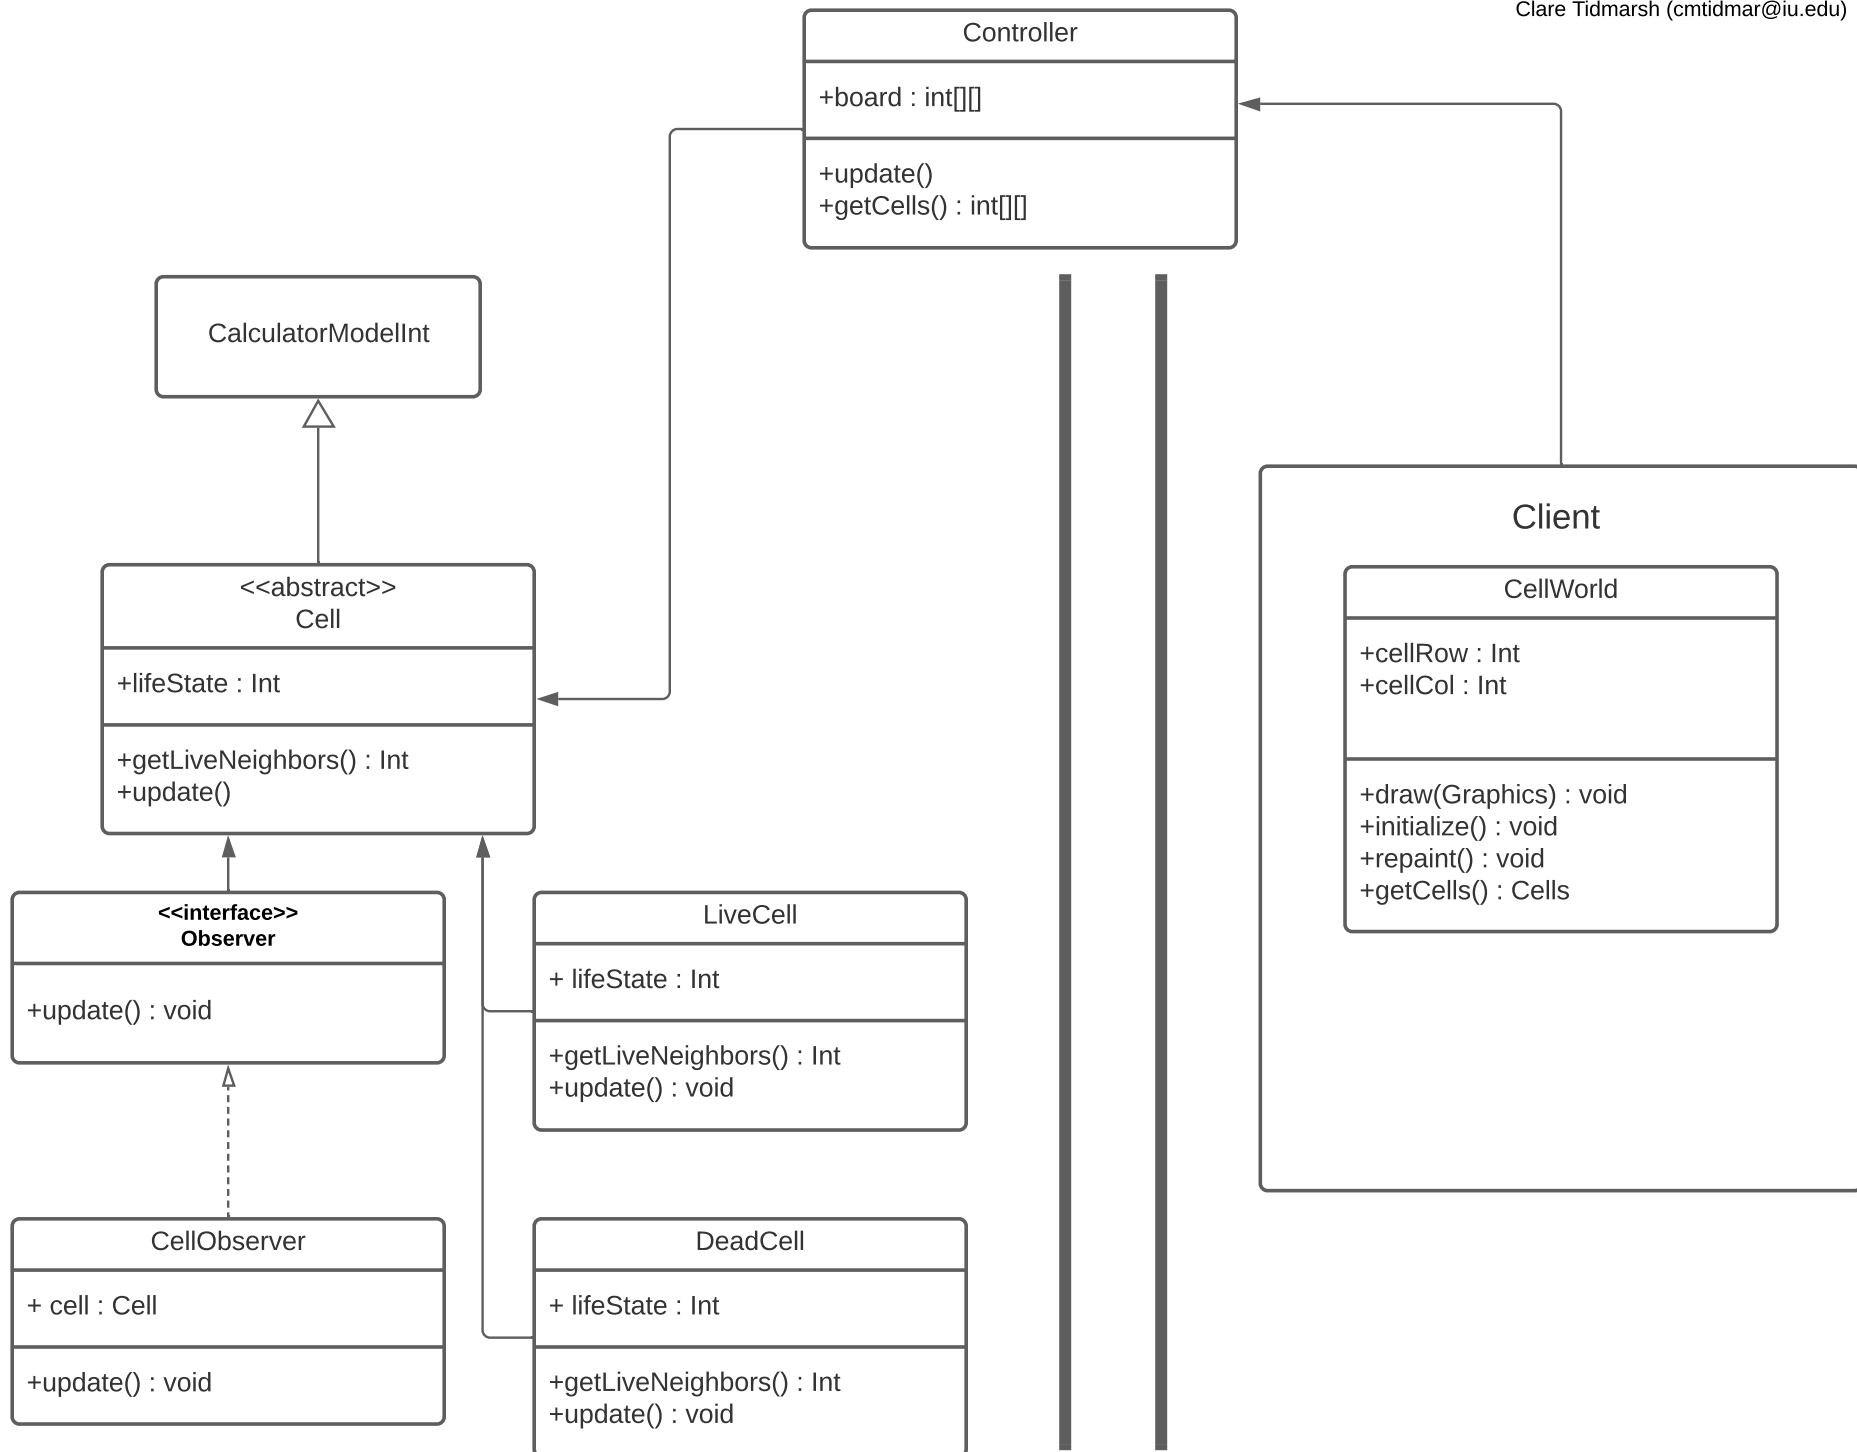 Clare Tidmarsh (cmtidmar@iu.edu)
Controller
+board : int[][]
+update()
+getCells() : int[][]
CalculatorModelInt
<<abstract>>
Cell
+lifeState : Int
+getLiveNeighbors() : Int
+update()
Client
CellWorld
+cellRow : Int
+cellCol : Int
+draw(Graphics) : void
+initialize() : void
+repaint() : void
+getCells() : Cells
<<interface>>
Observer
+update() : void
LiveCell
+ lifeState : Int
+getLiveNeighbors() : Int
+update() : void
CellObserver
+ cell : Cell
+update() : void
DeadCell
+ lifeState : Int
+getLiveNeighbors() : Int
+update() : void